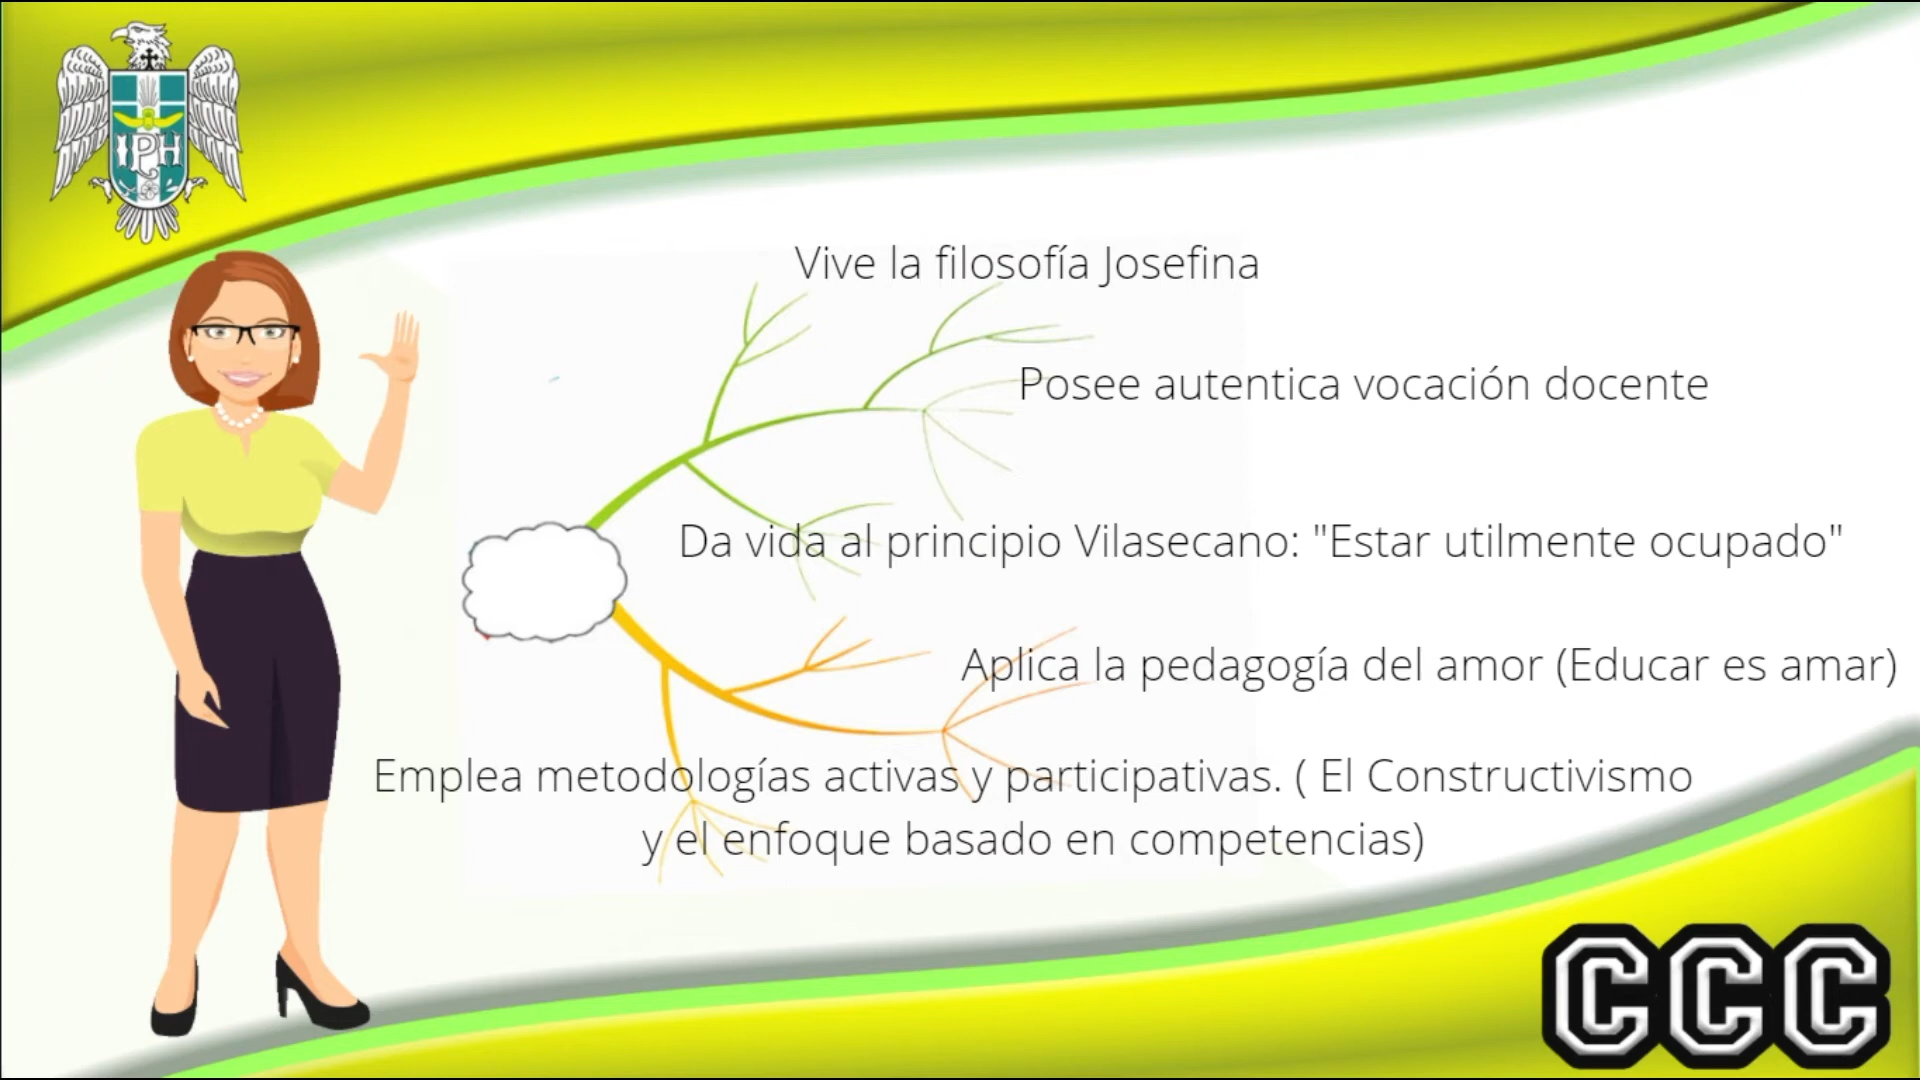 IPH
Vive la filosofía Josefina
Posee autentica vocación docente
Da vida al principio Vilasecano: "Estar utilmente ocupado"
Aplica la pedagogía del amor (Educar es amar)
Emplea metodologías activas y participativas. ( El Constructivismo
y el enfoque basado en competencias)
CCC